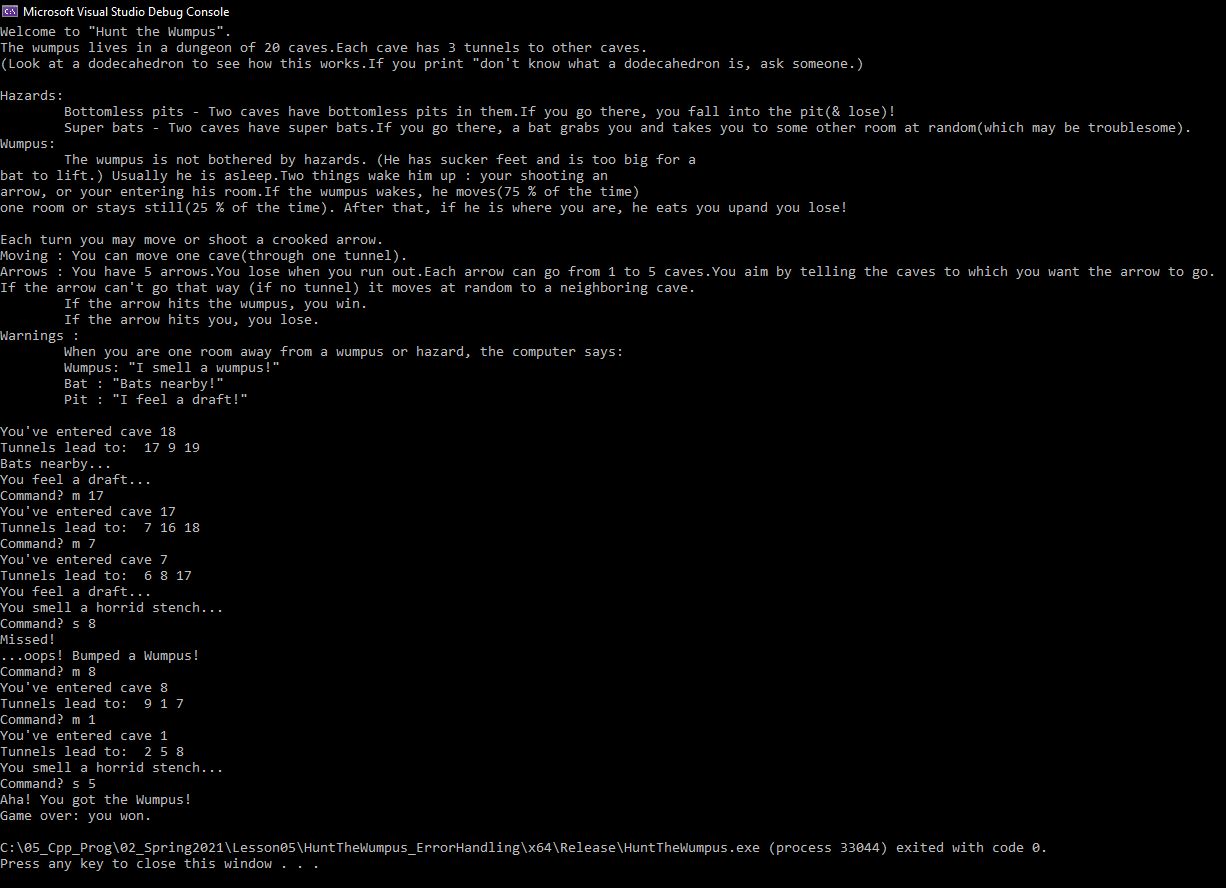 Microsoft Visual Studio Debug Console
Welcome to "Hunt the Wumpus".
The wumpus lives in a dungeon of 20 caves.Each cave has 3 tunnels to other caves.
(Look at a dodecahedron to see how this works.If you print "don't know what a dodecahedron is, ask someone.)

Hazards:
        Bottomless pits - Two caves have bottomless pits in them.If you go there, you fall into the pit(& lose)!
        Super bats - Two caves have super bats.If you go there, a bat grabs you and takes you to some other room at random(which may be troublesome).
Wumpus:
        The wumpus is not bothered by hazards. (He has sucker feet and is too big for a
bat to lift.) Usually he is asleep.Two things wake him up : your shooting an
arrow, or your entering his room.If the wumpus wakes, he moves(75 % of the time)
one room or stays still(25 % of the time). After that, if he is where you are, he eats you upand you lose!

Each turn you may move or shoot a crooked arrow.
Moving : You can move one cave(through one tunnel).
Arrows : You have 5 arrows.You lose when you run out.Each arrow can go from 1 to 5 caves.You aim by telling the caves to which you want the arrow to go.
If the arrow can't go that way (if no tunnel) it moves at random to a neighboring cave.
        If the arrow hits the wumpus, you win.
        If the arrow hits you, you lose.
Warnings :
        When you are one room away from a wumpus or hazard, the computer says:
        Wumpus: "I smell a wumpus!"
        Bat : "Bats nearby!"
        Pit : "I feel a draft!"

You've entered cave 18
Tunnels lead to:  17 9 19
Bats nearby...
You feel a draft...
Command? m 17
You've entered cave 17
Tunnels lead to:  7 16 18
Command? m 7
You've entered cave 7
Tunnels lead to:  6 8 17
You feel a draft...
You smell a horrid stench...
Command? s 8
Missed!
...oops! Bumped a Wumpus!
Command? m 8
You've entered cave 8
Tunnels lead to:  9 1 7
Command? m 1
You've entered cave 1
Tunnels lead to:  2 5 8
You smell a horrid stench...
Command? s 5
Aha! You got the Wumpus!
Game over: you won.

C:\05_Cpp_Prog\02_Spring2021\Lesson05\HuntTheWumpus_ErrorHandling\x64\Release\HuntTheWumpus.exe (process 33044) exited with code 0.
Press any key to close this window . . .